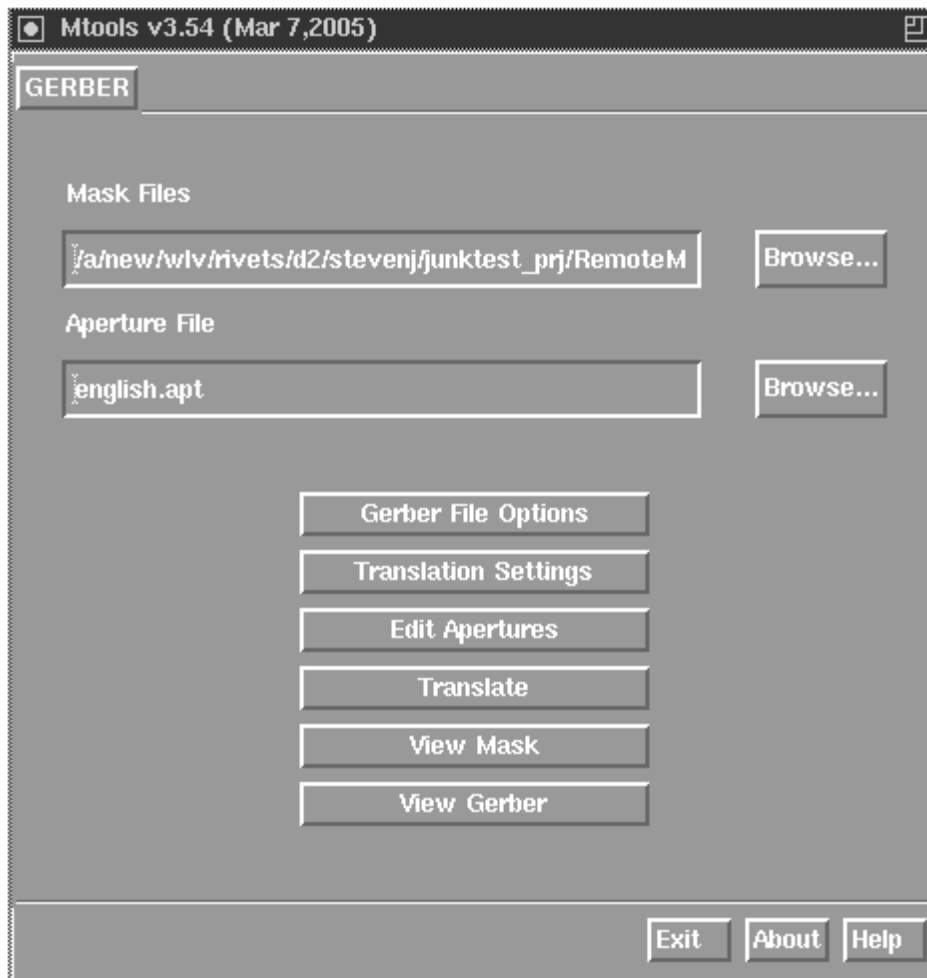 Mtools v3.54 (Mar 7,2005)
GERBER
Mask Files
/a/new/wlv/rivets/d2/stevenj/junktest_prj/RemoteM
Browse...
Aperture File
english.apt
Browse...
Gerber File Options
Translation Settings
Edit Apertures
Translate
View Mask
View Gerber
Exit
About
Help